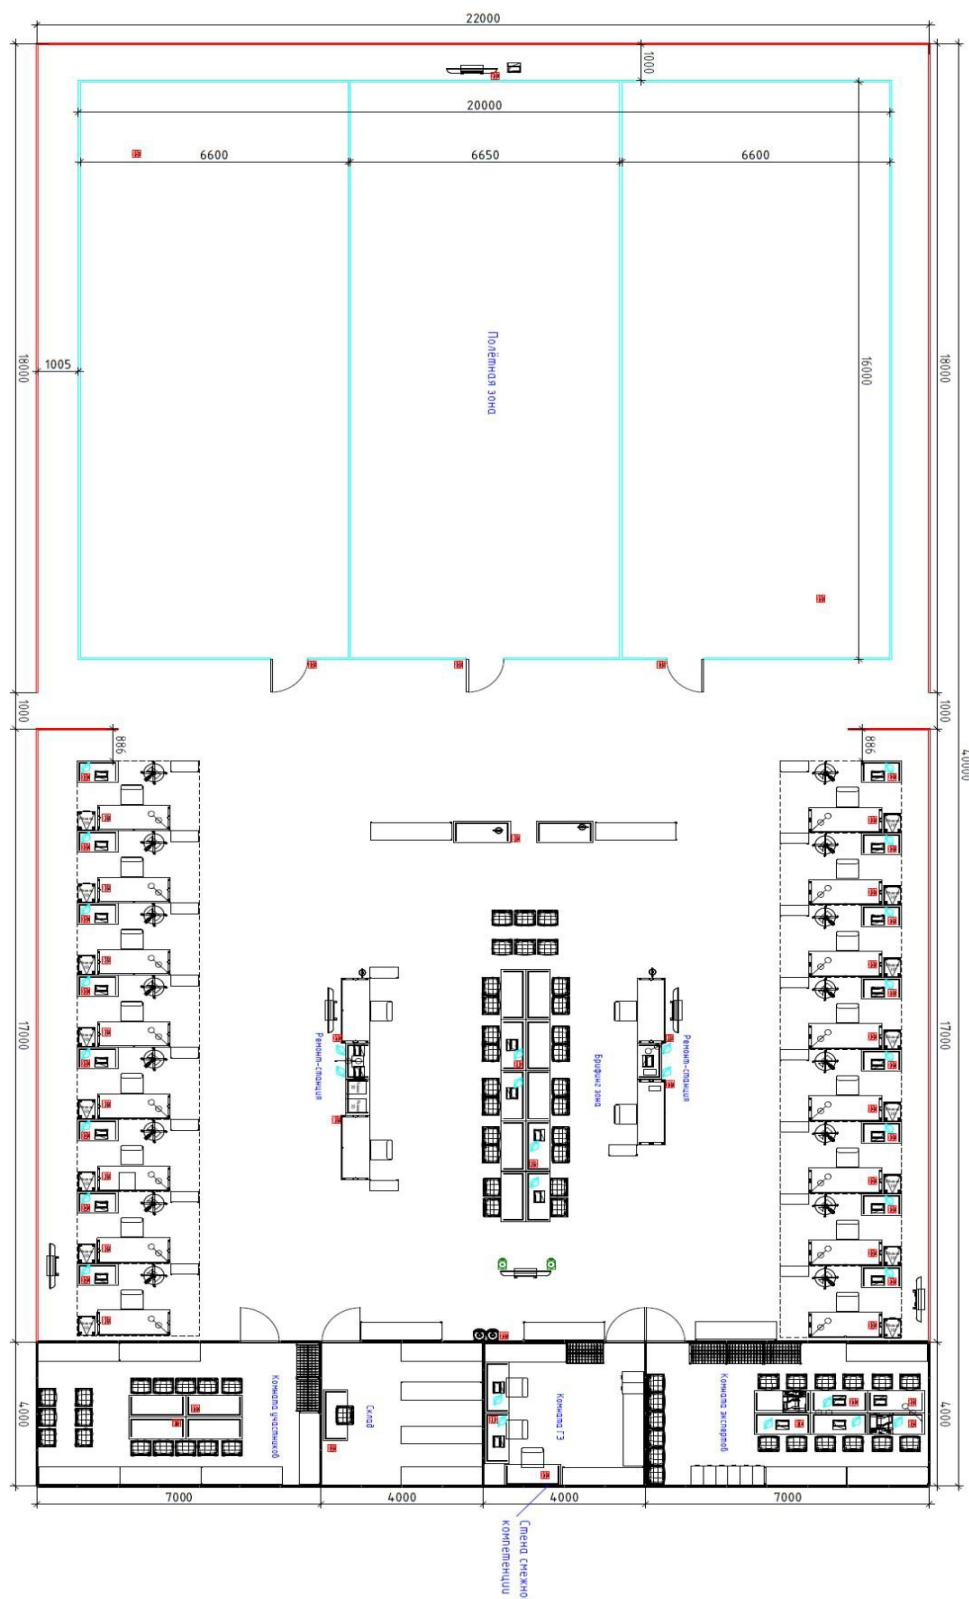 22000
1000
20000
6600
6650
6600
18000
1005
Полётная зона
16000
18000
1000
1000
40000
886
886
17000
Ремонт-станция
Брифинг зона
Ремонт-станция
17000
4000
Комната участников
Склад
Комната ГЭ
Комната экспертов
4000
7000
4000
4000
7000
Стена смежно
компетенции